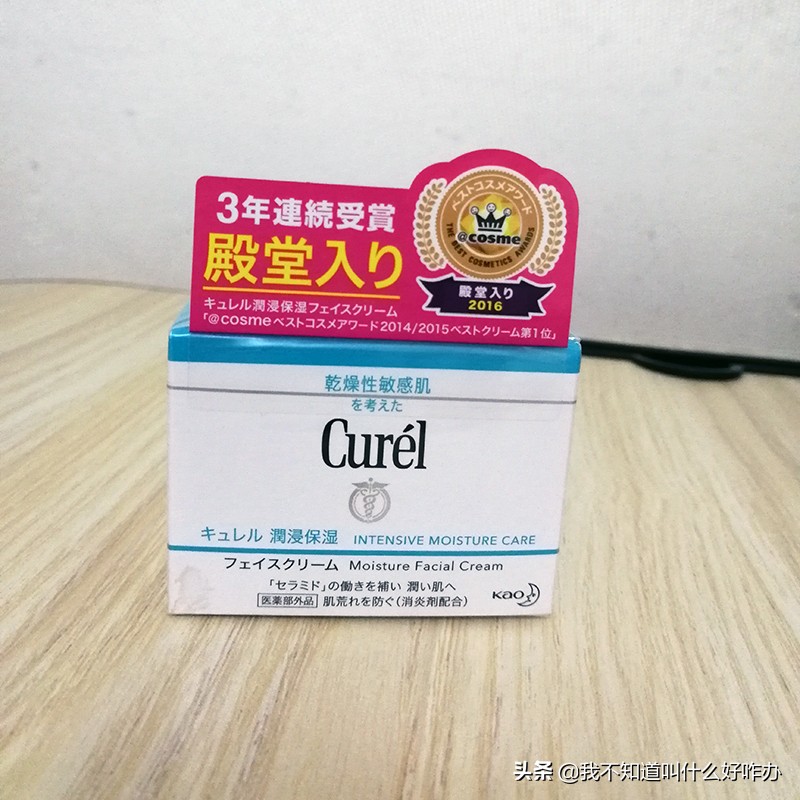 3年連続受賞
殿堂入り
キュレル潤浸保湿フェイスクリーム
「@cosmeベストコスメアワード2014/2015ベストクリーム第1位」
ベストコスメアワード
@cosme
THE BEST COSMETICS AWARDS
殿堂入り
2016
乾燥性敏感肌
を考えた
Curél
キュレル 潤浸保湿 INTENSIVE MOISTURE CARE
フェイスクリーム Moisture Facial Cream
「セラミド」の働きを補い 潤い肌へ
医薬部外品 肌荒れを防ぐ(消炎剤配合)
Kao
头条 @我不知道叫什么好咋办